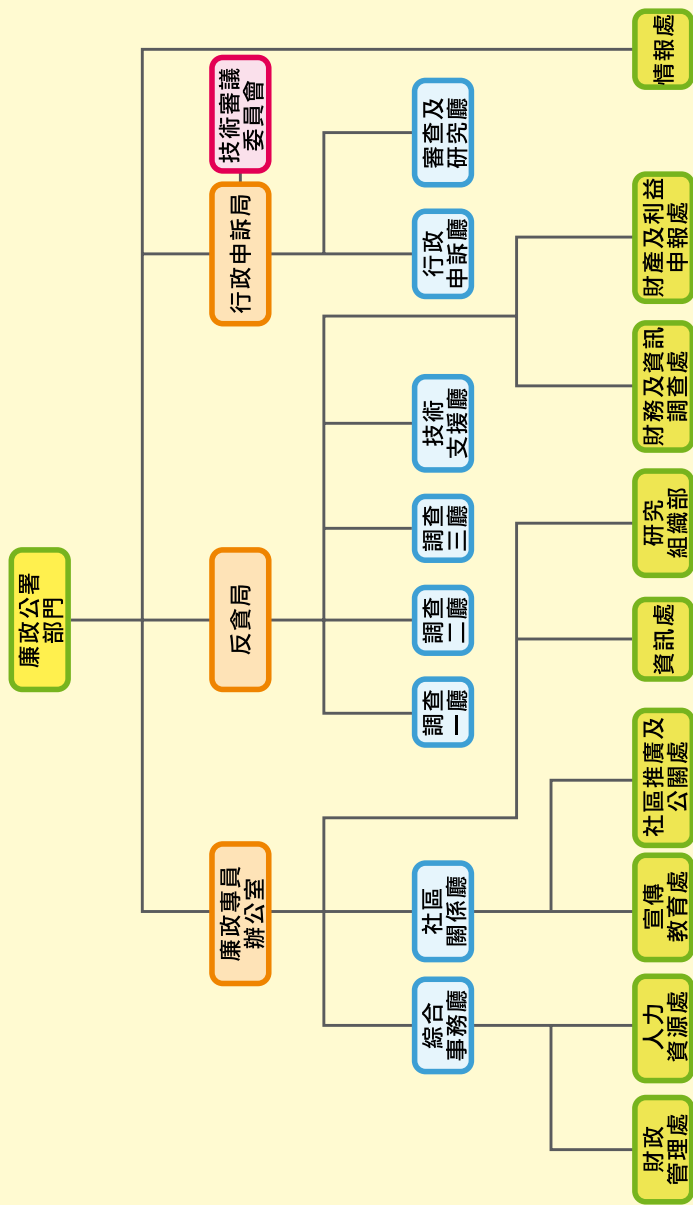 廉政公署
部門
廉政專員
辦公室
反貪局
行政申訴局
技術審議
委員會
綜合
事務廳
社區
關係廳
調查
一廳
調查
二廳
調查
三廳
技術
支援廳
行政
申訴廳
審查及
研究廳
財政
管理處
人力
資源處
宣傳
教育處
社區推廣及
公關處
資訊處
研究
組織部
財務及資訊
調查處
財產及利益
申報處
情報處